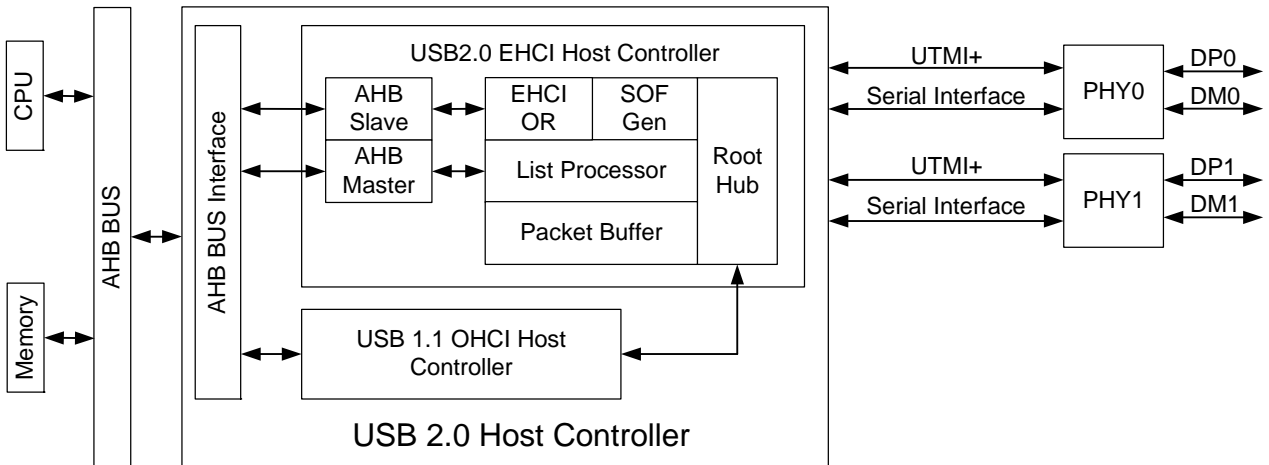 CPU
Memory
AHB BUS
AHB BUS Interface
USB2.0 EHCI Host Controller
AHB
Slave
AHB
Master
EHCI
OR
SOF
Gen
List Processor
Packet Buffer
Root
Hub
USB 1.1 OHCI Host
Controller
USB 2.0 Host Controller
UTMI+
Serial Interface
PHY0
DP0
DM0
UTMI+
Serial Interface
PHY1
DP1
DM1